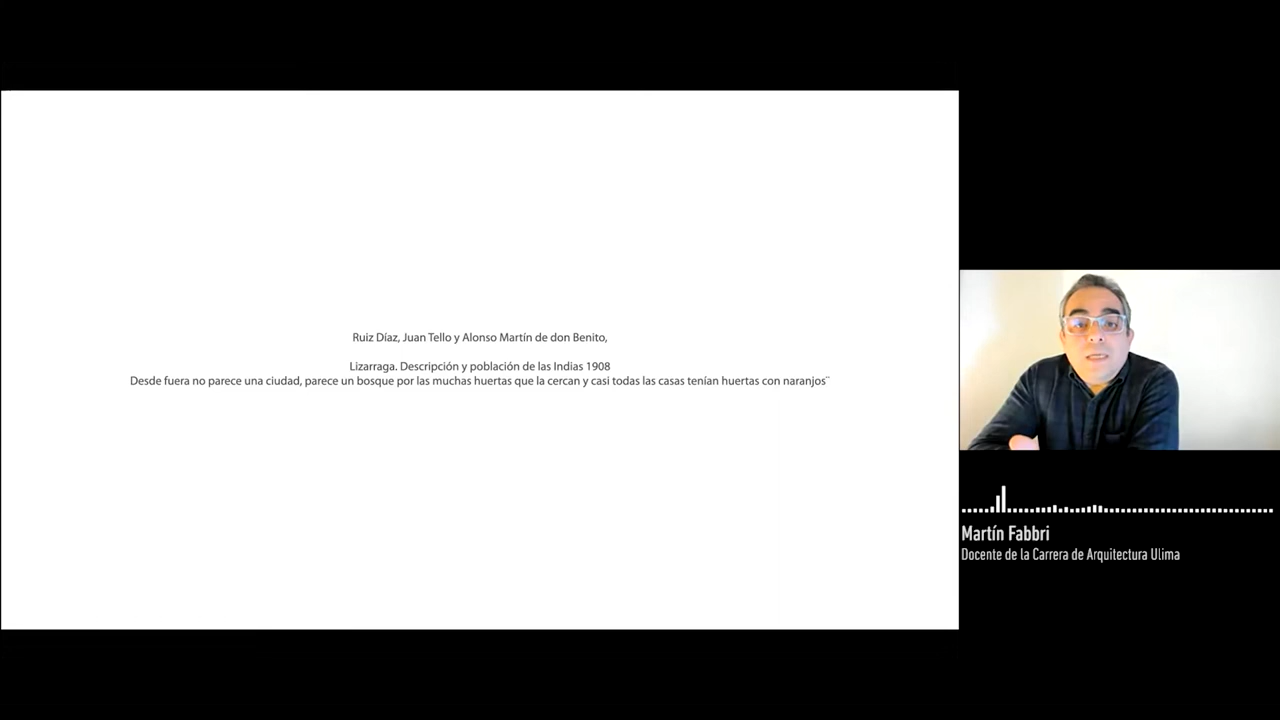 Ruiz Díaz, Juan Tello y Alonso Martín de don Benito,
Lizarraga. Descripción y población de las Indias 1908
Desde fuera no parece una ciudad, parece un bosque por las muchas huertas que la cercan y casi todas las casas tenían huertas con naranjos¨
Martín Fabbri
Docente de la Carrera de Arquitectura Ulima